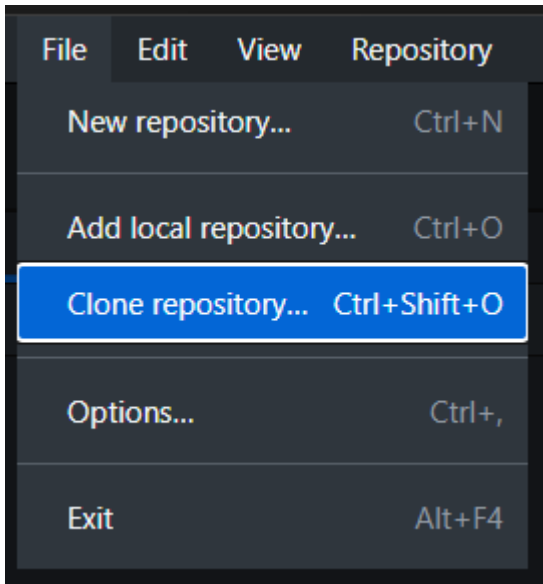 File Edit View Repository
New repository... Ctrl+N
Add local repository... Ctrl+O
Clone repository... Ctrl+Shift+O
Options... Ctrl+,
Exit Alt+F4